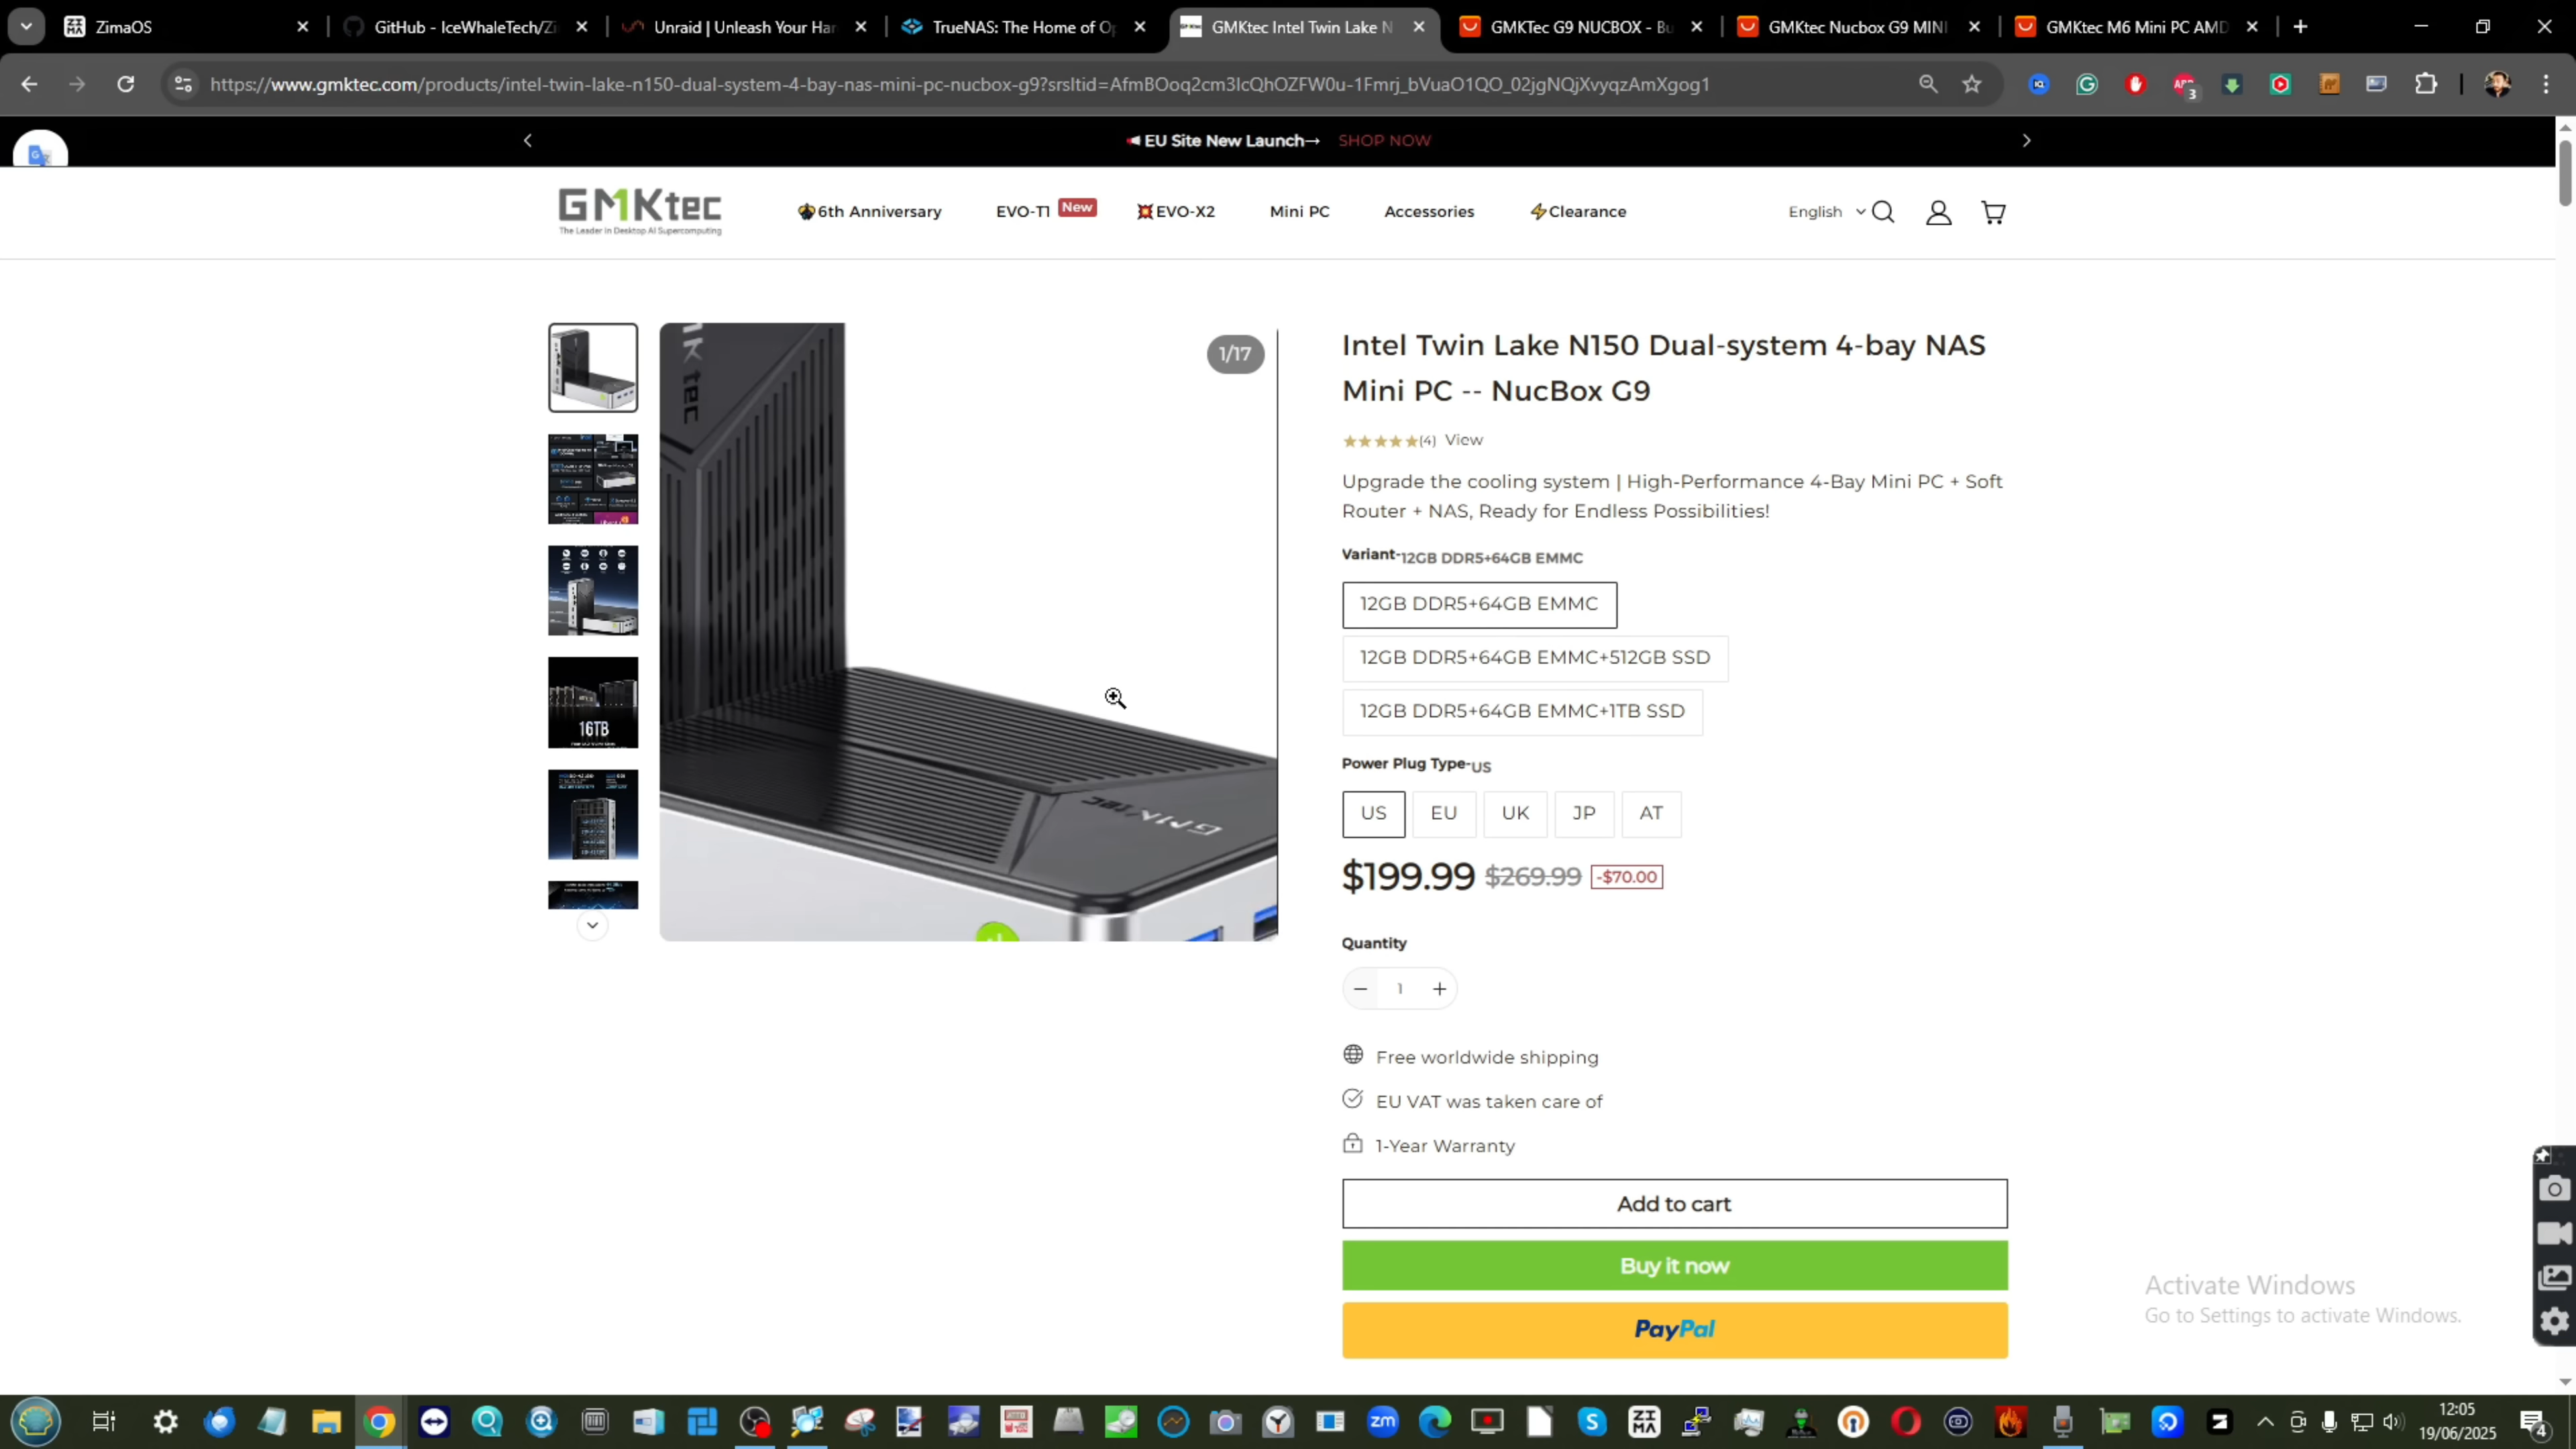 ZimaOS
GitHub - IceWhaleTech/Zi
Unraid | Unleash Your Har
TrueNAS: The Home of Op
GMKtec Intel Twin Lake N
GMKTec G9 NUCBOX - Bu
GMKtec Nucbox G9 MINI
GMKtec M6 Mini PC AMD
https://www.gmktec.com/products/intel-twin-lake-n150-dual-system-4-bay-nas-mini-pc-nucbox-g9?srsltid=AfmBOoq2cm3lcQhOZFW0u-1Fmrj_bVuaO1QO_02jgNQjXvyqzAmXgog1
3
EU Site New Launch→ SHOP NOW
GMKtec
The Leader in Desktop AI Supercomputing
6th Anniversary
EVO-T1 New
EVO-X2
Mini PC
Accessories
Clearance
English
1/17
16TB
GMKtec
Intel Twin Lake N150 Dual-system 4-bay NAS
Mini PC -- NucBox G9
(4) View
Upgrade the cooling system | High-Performance 4-Bay Mini PC + Soft
Router + NAS, Ready for Endless Possibilities!
Variant-12GB DDR5+64GB EMMC
12GB DDR5+64GB EMMC
12GB DDR5+64GB EMMC+512GB SSD
12GB DDR5+64GB EMMC+1TB SSD
Power Plug Type-US
US EU UK JP AT
$199.99 $269.99 -$70.00
Quantity
− 1 +
Free worldwide shipping
EU VAT was taken care of
1-Year Warranty
Add to cart
Buy it now
PayPal
Activate Windows
Go to Settings to activate Windows.
zm
ZIMA
12:05
19/06/2025
4